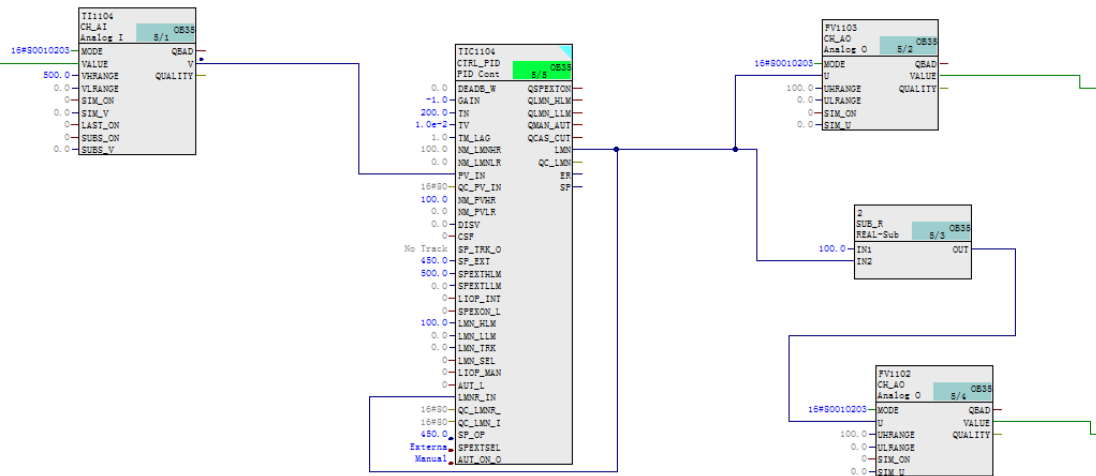 TI1104
CH_AI
Analog I
OB35
5/1
16#80010203
MODE
QBAD
VALUE
V
500.0
VHRANGE
QUALITY
0.0
VLRANGE
0
SIM_ON
0.0
SIM_V
0
LAST_ON
0
SUBS_ON
0.0
SUBS_V
TIC1104
CTRL_PID
PID Cont
OB35
5/5
0.0
DEADB_W
QSPEXTON
-1.0
GAIN
QLMN_HLM
200.0
TN
QLMN_LLM
1.0e-2
TV
QMAN_AUT
1.0
TM_LAG
QCAS_CUT
100.0
NM_LMNHR
LMN
0.0
NM_LMNLR
QC_LMN
PV_IN
ER
16#80
QC_PV_IN
SP
100.0
NM_PVHR
0.0
NM_PVLR
0.0
DISV
0
CSF
No Track
SP_TRK_O
450.0
SP_EXT
500.0
SPEXTHLM
0.0
SPEXTLLM
0
LIOP_INT
0
SPEXON_L
100.0
LMN_HLM
0.0
LMN_LLM
0.0
LMN_TRK
0
LMN_SEL
0
LIOP_MAN
0
AUT_L
LMNR_IN
16#80
QC_LMNR_
16#80
QC_LMN_I
450.0
SP_OP
Externa
SPEXTSEL
Manual
AUT_ON_O
FV1103
CH_AO
Analog O
OB35
5/2
16#80010203
MODE
QBAD
U
VALUE
100.0
UHRANGE
QUALITY
0.0
ULRANGE
0
SIM_ON
0.0
SIM_U
2
SUB_R
REAL-Sub
OB35
5/3
100.0
IN1
OUT
IN2
FV1102
CH_AO
Analog O
OB35
5/4
16#80010203
MODE
QBAD
U
VALUE
100.0
UHRANGE
QUALITY
0.0
ULRANGE
0
SIM_ON
0.0
SIM_U